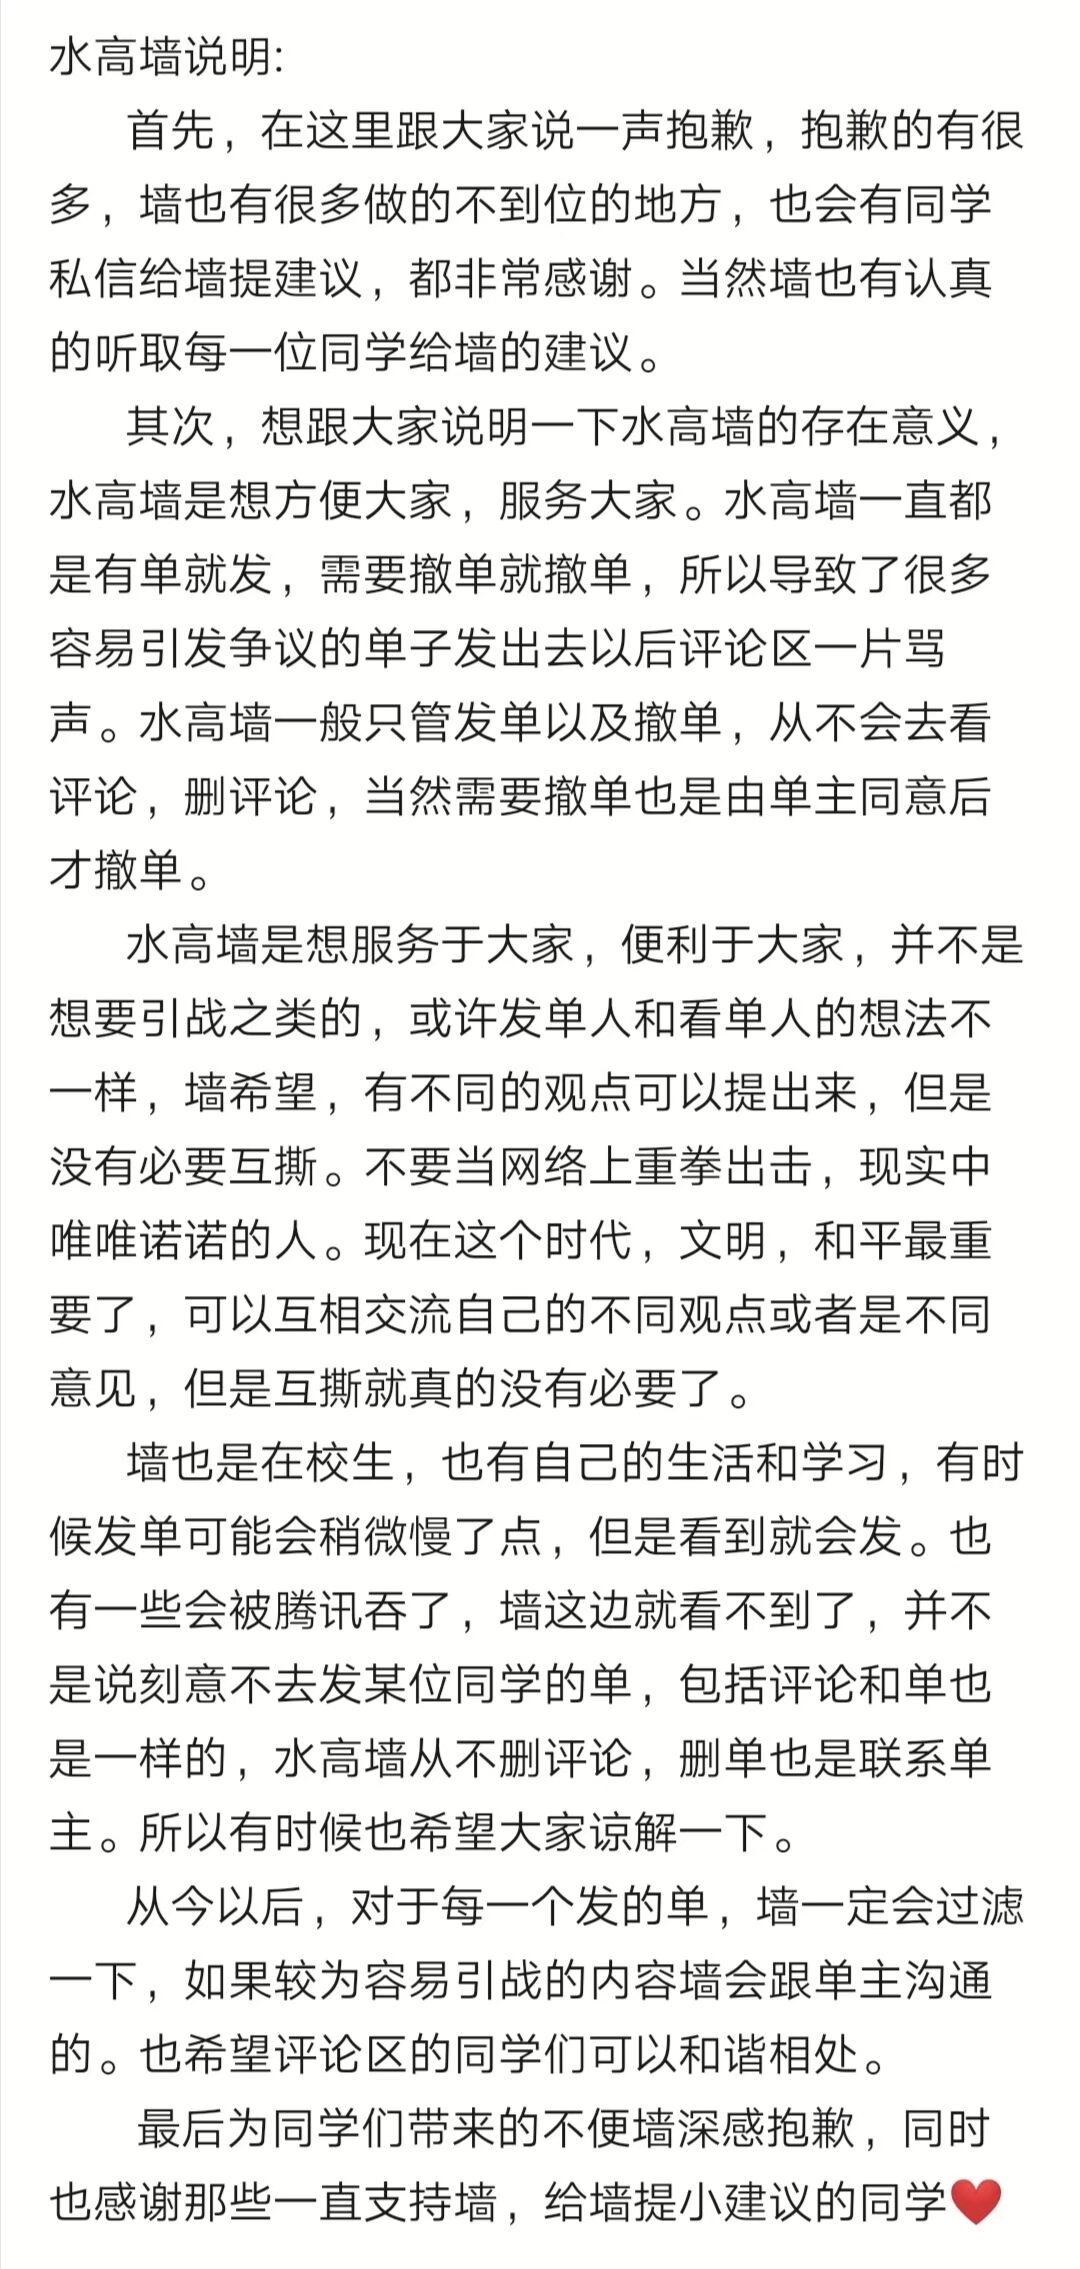 水高墙说明:
首先，在这里跟大家说一声抱歉，抱歉的有很
多，墙也有很多做的不到位的地方，也会有同学
私信给墙提建议，都非常感谢。当然墙也有认真
的听取每一位同学给墙的建议。
其次，想跟大家说明一下水高墙的存在意义，
水高墙是想方便大家，服务大家。水高墙一直都
是有单就发，需要撤单就撤单，所以导致了很多
容易引发争议的单子发出去以后评论区一片骂
声。水高墙一般只管发单以及撤单，从不会去看
评论，删评论，当然需要撤单也是由单主同意后
才撤单。
水高墙是想服务于大家，便利于大家，并不是
想要引战之类的，或许发单人和看单人的想法不
一样，墙希望，有不同的观点可以提出来，但是
没有必要互撕。不要当网络上重拳出击，现实中
唯唯诺诺的人。现在这个时代，文明，和平最重
要了，可以互相交流自己的不同观点或者是不同
意见，但是互撕就真的没有必要了。
墙也是在校生，也有自己的生活和学习，有时
候发单可能会稍微慢了点，但是看到就会发。也
有一些会被腾讯吞了，墙这边就看不到了，并不
是说刻意不去发某位同学的单，包括评论和单也
是一样的，水高墙从不删评论，删单也是联系单
主。所以有时候也希望大家谅解一下。
从今以后，对于每一个发的单，墙一定会过滤
一下，如果较为容易引战的内容墙会跟单主沟通
的。也希望评论区的同学们可以和谐相处。
最后为同学们带来的不便墙深感抱歉，同时
也感谢那些一直支持墙，给墙提小建议的同学❤️